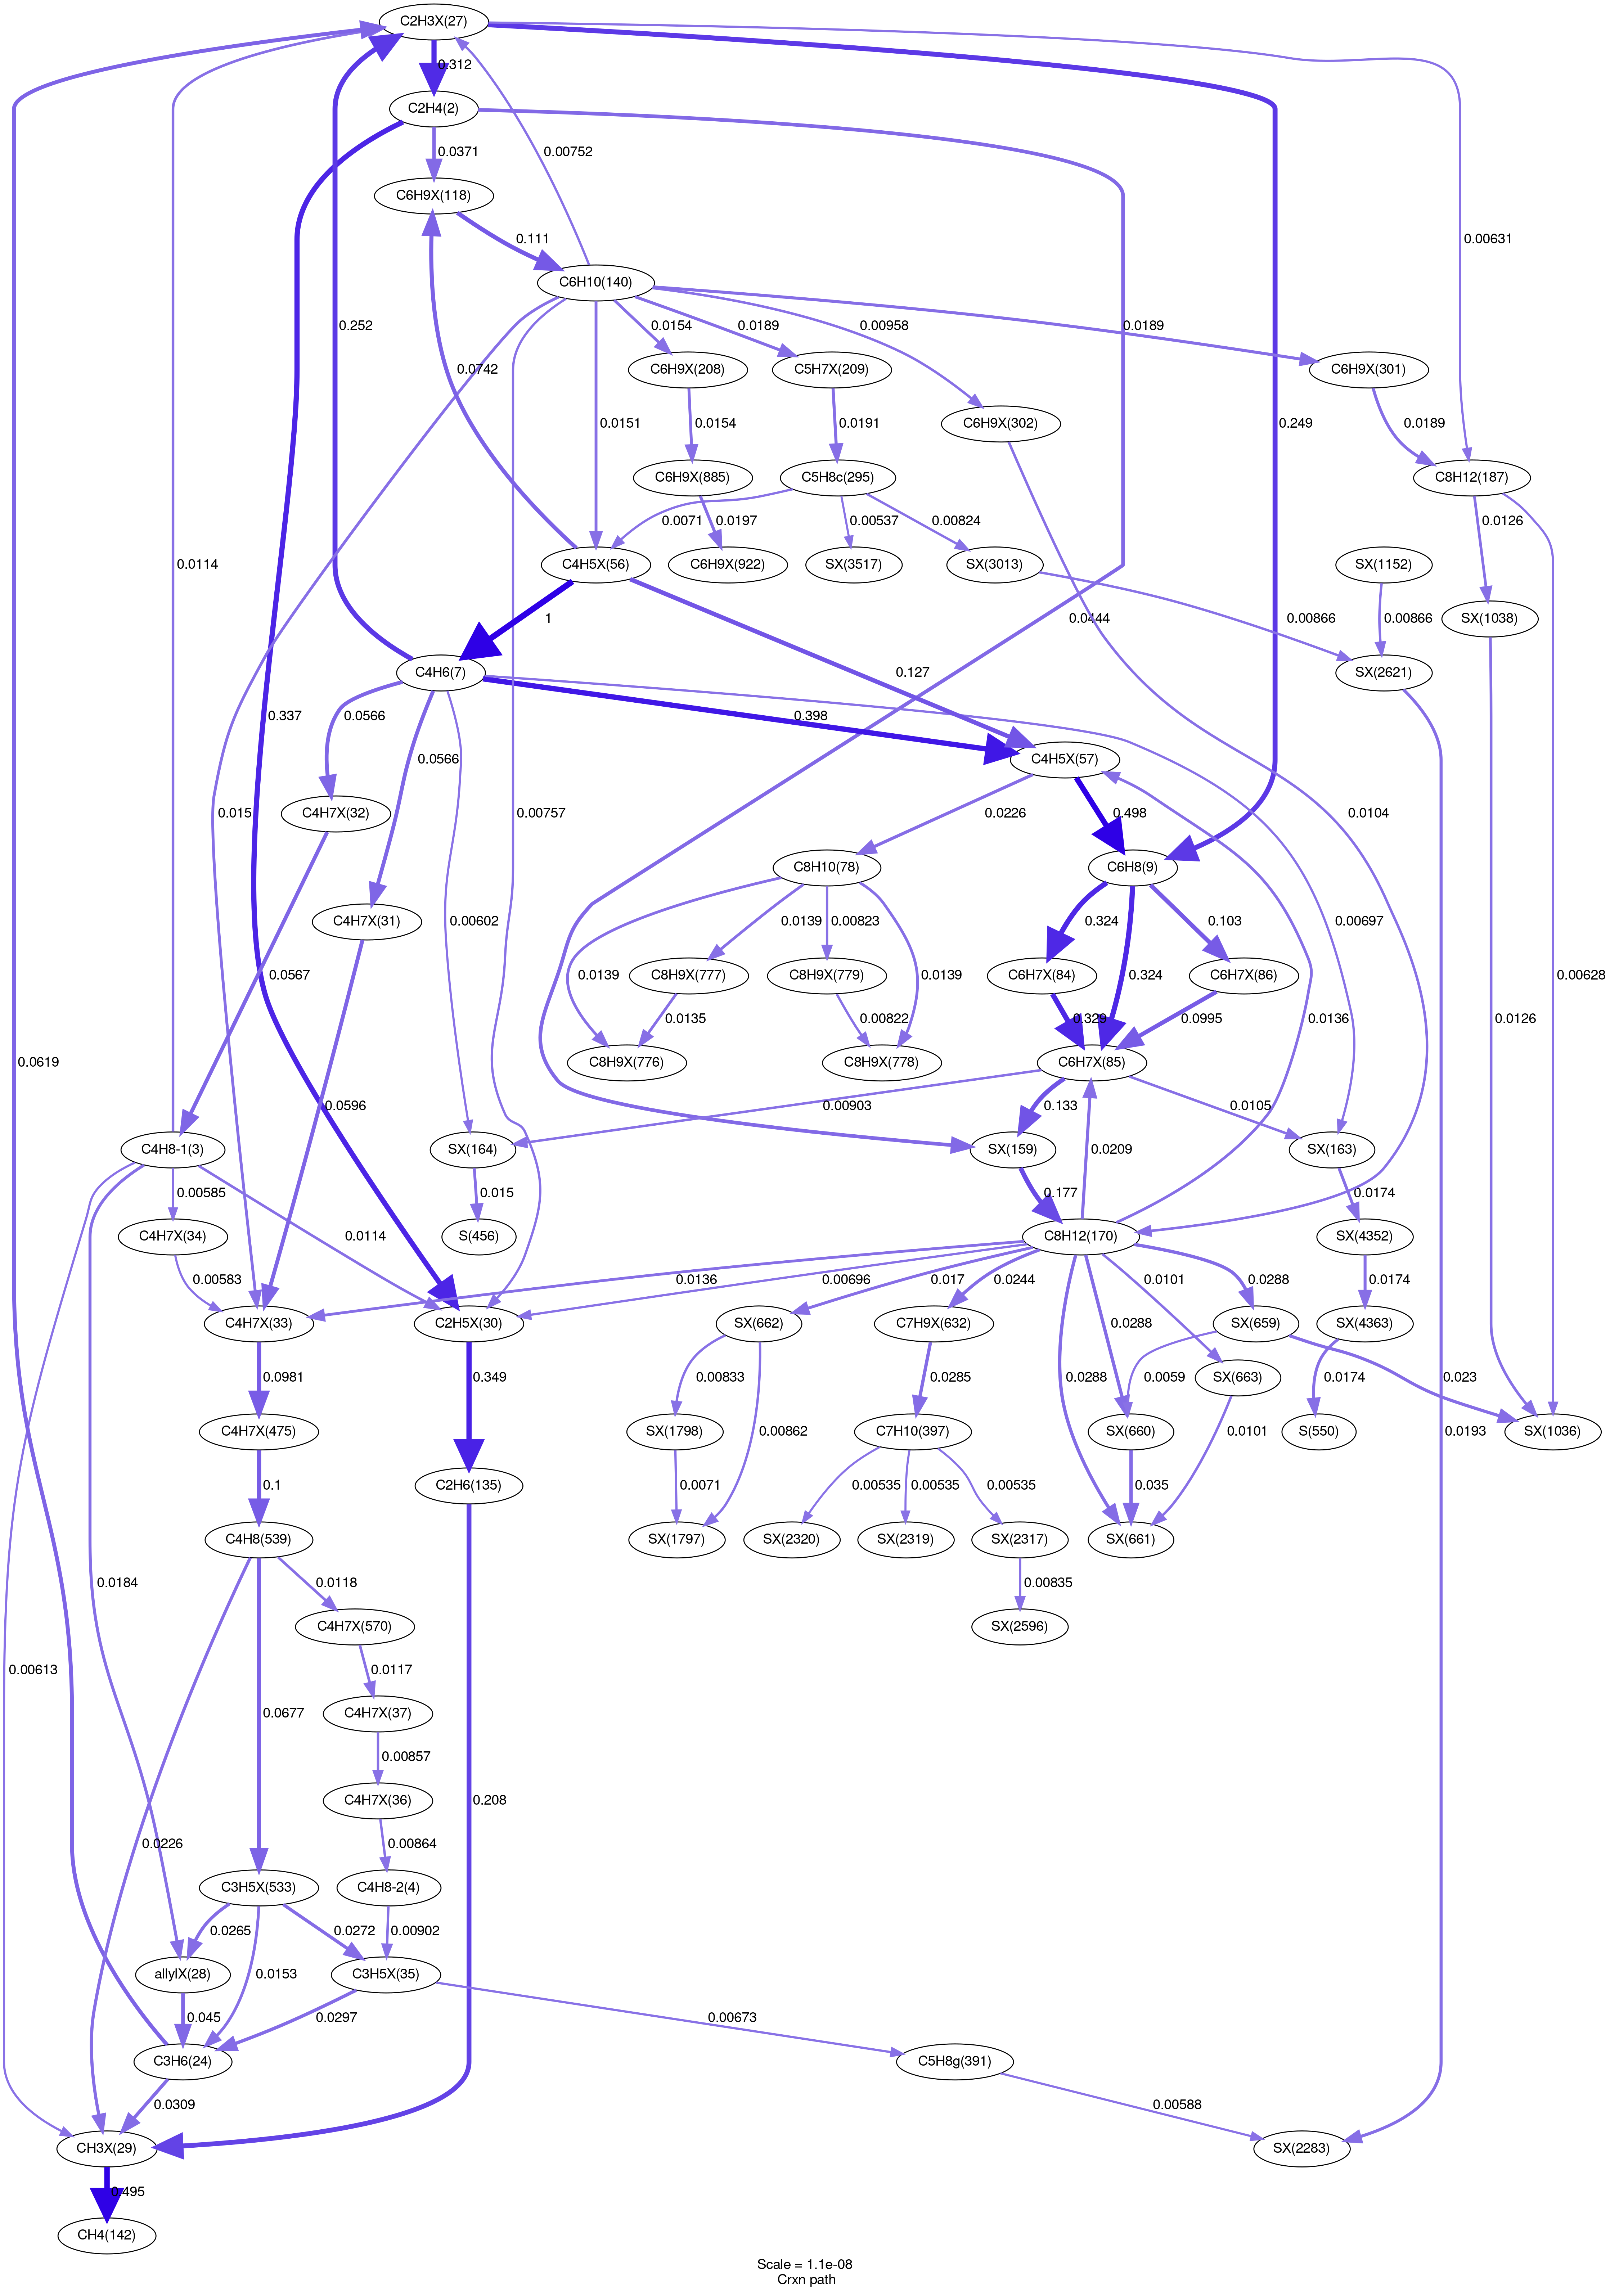 C2H3X(27)
0.312
C2H4(2)
0.0371
0.00752
C6H9X(118)
0.111
0.00631
C6H10(140)
0.252
0.0154
0.0189
0.00958
0.0189
0.0742
C6H9X(208)
C5H7X(209)
C6H9X(301)
0.0151
0.0154
0.0191
C6H9X(302)
0.0189
0.249
C6H9X(885)
C5H8c(295)
C8H12(187)
0.0114
0.0071
0.0197
0.00537
0.00824
0.0126
C4H5X(56)
C6H9X(922)
SX(3517)
SX(3013)
SX(1152)
1
0.0444
0.00866
0.00866
SX(1038)
C4H6(7)
0.127
SX(2621)
0.337
0.0566
0.0566
0.398
C4H5X(57)
C4H7X(32)
0.015
0.00757
0.0226
0.498
0.0104
C8H10(78)
C6H8(9)
C4H7X(31)
0.00602
0.0139
0.00823
0.324
0.103
0.00697
0.0567
0.0139
C8H9X(777)
C8H9X(779)
0.0139
C6H7X(84)
0.324
C6H7X(86)
0.00628
0.0135
0.00822
0.329
0.0995
0.0136
0.0126
0.0619
C8H9X(776)
C8H9X(778)
C6H7X(85)
0.0596
0.00903
0.133
0.0105
C4H8-1(3)
SX(164)
SX(159)
0.0209
SX(163)
0.00585
0.015
0.177
0.0174
C4H7X(34)
0.0114
S(456)
C8H12(170)
SX(4352)
0.00583
0.0136
0.00696
0.017
0.0244
0.0101
0.0288
0.0174
C4H7X(33)
C2H5X(30)
SX(662)
C7H9X(632)
0.0288
SX(659)
SX(4363)
0.0981
0.349
0.00833
0.0285
0.0288
0.0059
SX(663)
0.023
0.0174
C4H7X(475)
SX(1798)
0.00862
C7H10(397)
SX(660)
0.0101
S(550)
0.0193
SX(1036)
0.1
C2H6(135)
0.0071
0.00535
0.00535
0.00535
0.035
C4H8(539)
SX(1797)
SX(2320)
SX(2319)
SX(2317)
SX(661)
0.0184
0.0118
0.00835
C4H7X(570)
SX(2596)
0.00613
0.0117
0.0677
C4H7X(37)
0.00857
0.208
C4H7X(36)
0.0226
0.00864
C3H5X(533)
C4H8-2(4)
0.0265
0.0272
0.00902
allylX(28)
0.0153
C3H5X(35)
0.045
0.0297
0.00673
C3H6(24)
C5H8g(391)
0.0309
0.00588
CH3X(29)
SX(2283)
0.495
CH4(142)
Scale = 1.1e-08
Crxn path